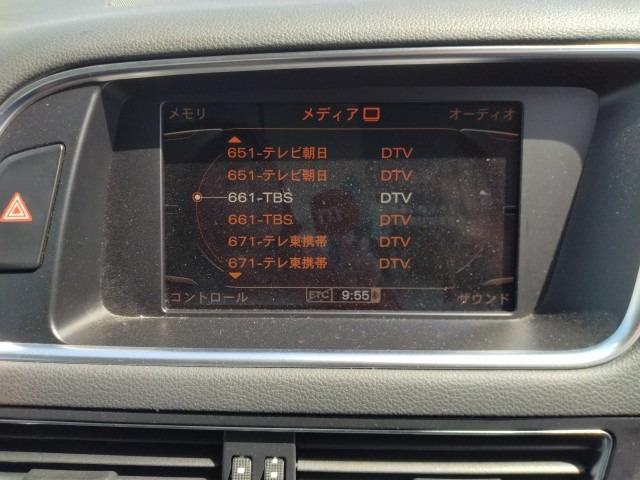 メモリ メディア オーディオ
651-テレビ朝日 DTV
651-テレビ朝日 DTV
661-TBS DTV
661-TBS DTV
671-テレ東携帯 DTV
671-テレ東携帯 DTV
コントロール ETC 9:55 サウンド